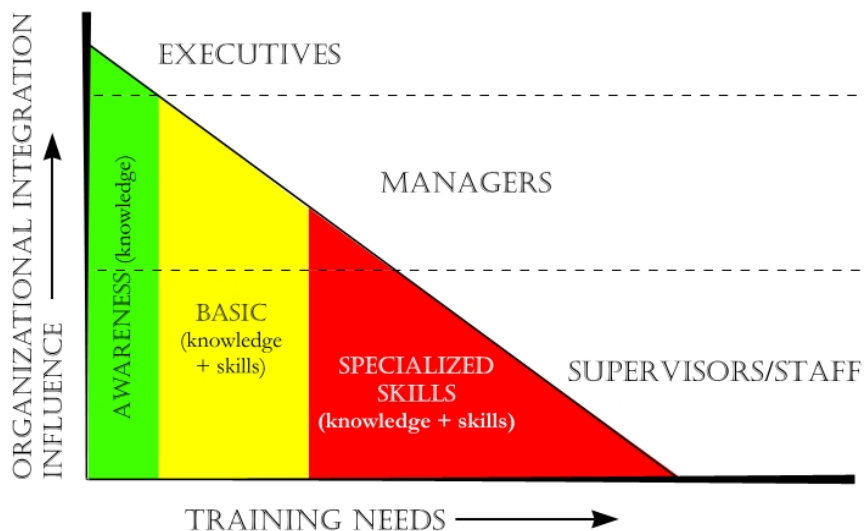 EXECUTIVES
MANAGERS
SUPERVISORS/STAFF
ORGANIZATIONAL INTEGRATION
INFLUENCE
AWARENESS (knowledge)
BASIC
(knowledge
+ skills)
SPECIALIZED
SKILLS
(knowledge + skills)
TRAINING NEEDS